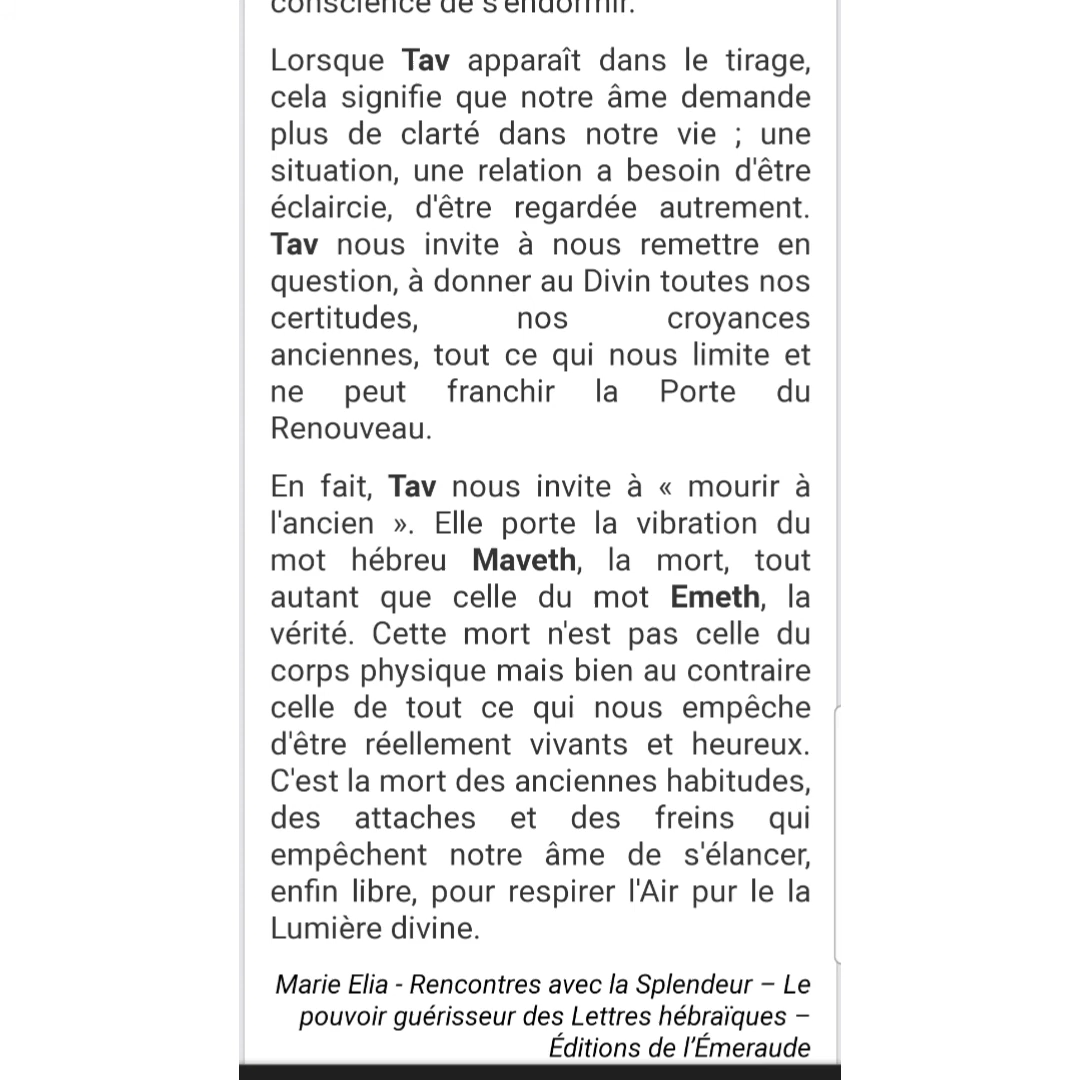 conscience de s'endormir.
Lorsque Tav apparaît dans le tirage,
cela signifie que notre âme demande
plus de clarté dans notre vie ; une
situation, une relation a besoin d'être
éclaircie, d'être regardée autrement.
Tav nous invite à nous remettre en
question, à donner au Divin toutes nos
certitudes, nos croyances
anciennes, tout ce qui nous limite et
ne peut franchir la Porte du
Renouveau.
En fait, Tav nous invite à « mourir à
l'ancien ». Elle porte la vibration du
mot hébreu Maveth, la mort, tout
autant que celle du mot Emeth, la
vérité. Cette mort n'est pas celle du
corps physique mais bien au contraire
celle de tout ce qui nous empêche
d'être réellement vivants et heureux.
C'est la mort des anciennes habitudes,
des attaches et des freins qui
empêchent notre âme de s'élancer,
enfin libre, pour respirer l'Air pur le la
Lumière divine.
Marie Elia - Rencontres avec la Splendeur – Le
pouvoir guérisseur des Lettres hébraïques –
Éditions de l’Émeraude